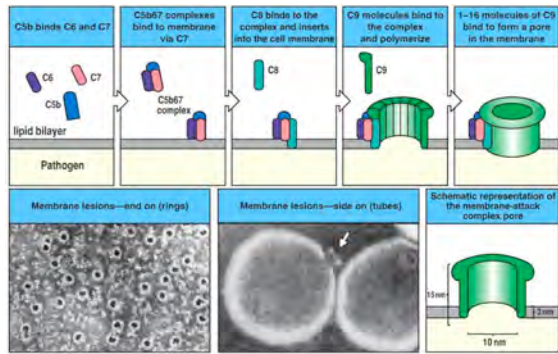 C5b binds C6 and C7
C5b67 complexes
bind to membrane
via C7
C8 binds to the
complex and inserts
into the cell membrane
C9 molecules bind to
the complex
and polymerize
1–16 molecules of C9
bind to form a pore
in the membrane
C6
C7
C5b
lipid bilayer
Pathogen
C5b67
complex
C8
C9
Membrane lesions—end on (rings)
Membrane lesions—side on (tubes)
Schematic representation of
the membrane-attack
complex pore
15 nm
2 nm
10 nm